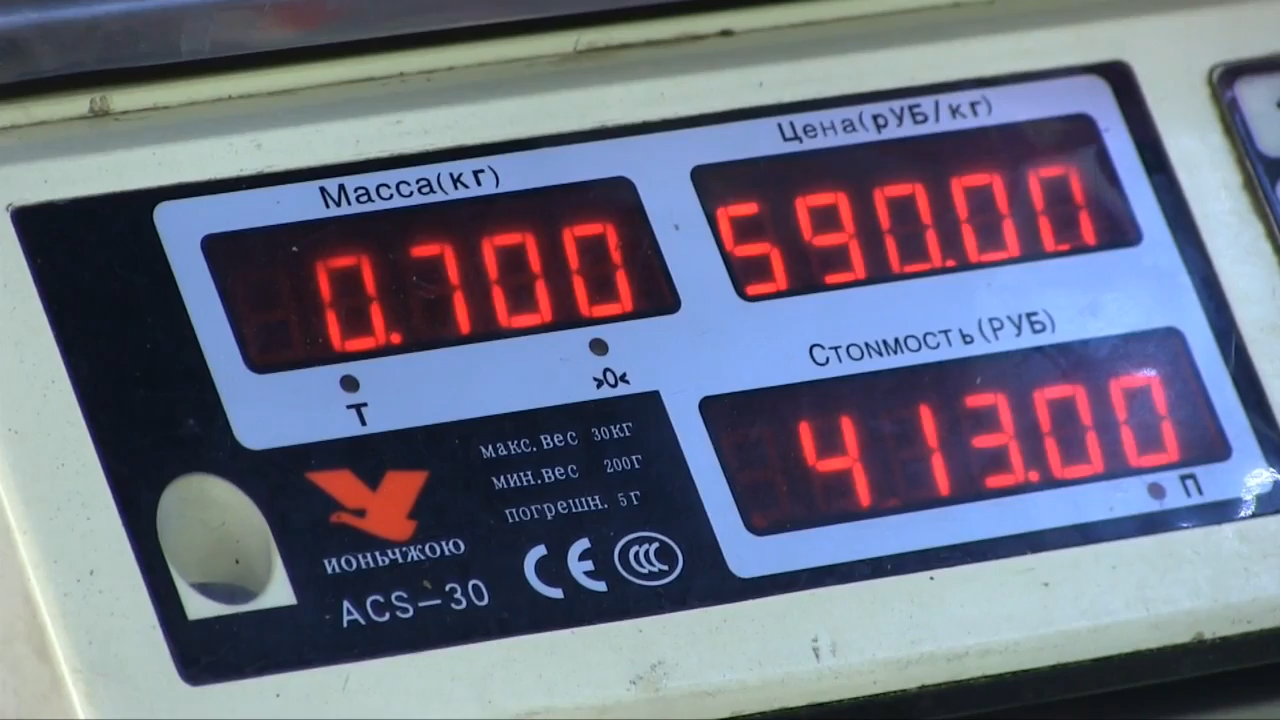 Масса(кг)
0.700
Т
>0<
Цена(рУБ/кг)
590.00
Стоимость(РУБ)
413.00
П
макс.вес 30КГ
мин.вес 200Г
погрешн. 5Г
ИОНЬЧЖОЮ
ACS-30
CE
CCC